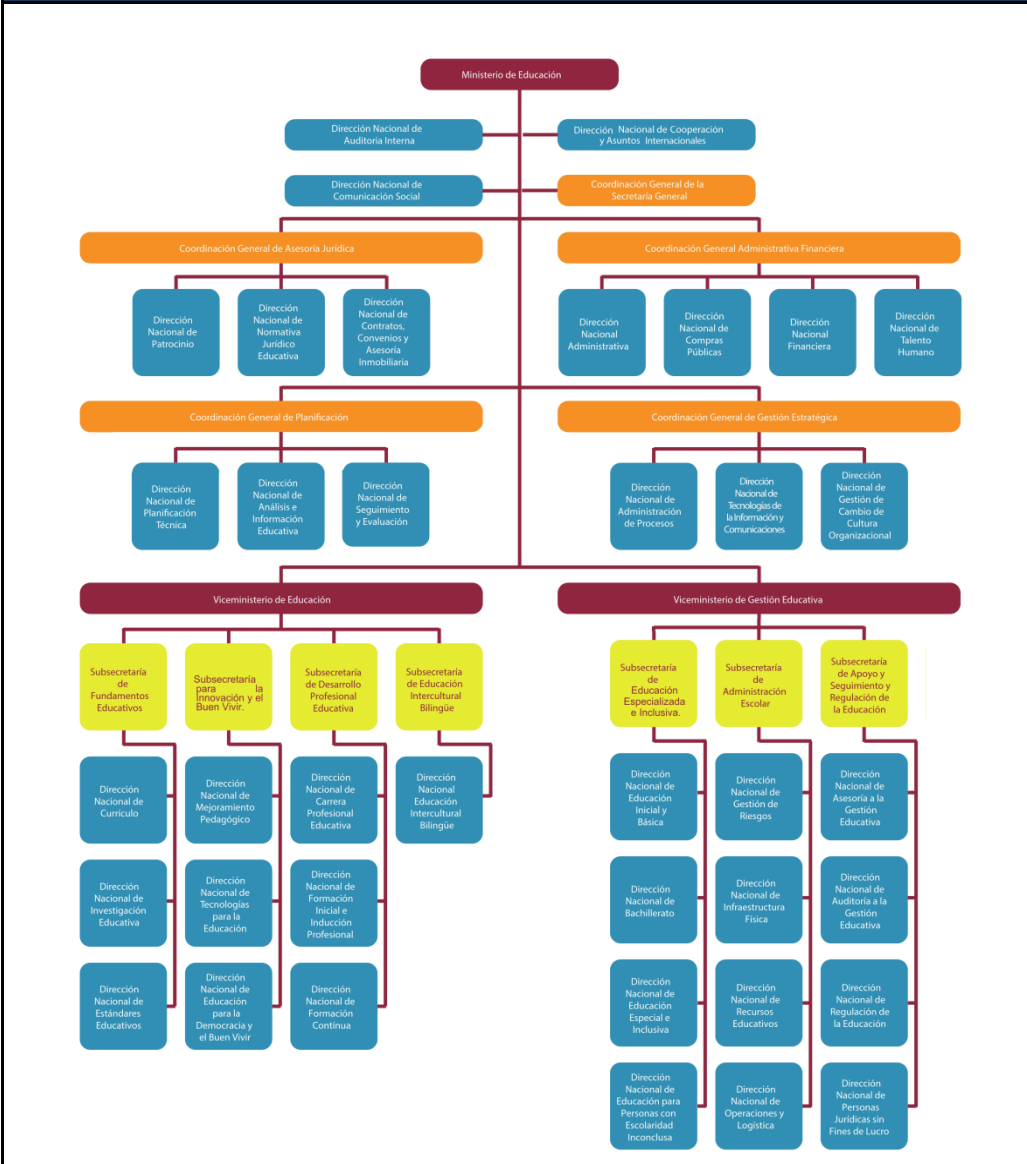 Ministerio de Educación
Dirección Nacional de
Auditoría Interna
Dirección Nacional de Cooperación
y Asuntos Internacionales
Dirección Nacional de
Comunicación Social
Coordinación General de la
Secretaría General
Coordinación General de Asesoría Jurídica
Coordinación General Administrativa Financiera
Dirección
Nacional de
Patrocinio
Dirección
Nacional de
Normativa
Jurídico
Educativa
Dirección
Nacional de
Contratos,
Convenios y
Asesoría
Inmobiliaria
Dirección
Nacional
Administrativa
Dirección
Nacional de
Compras
Públicas
Dirección
Nacional
Financiera
Dirección
Nacional de
Talento
Humano
Coordinación General de Planificación
Coordinación General de Gestión Estratégica
Dirección
Nacional de
Planificación
Técnica
Dirección
Nacional de
Análisis e
Información
Educativa
Dirección
Nacional de
Seguimiento
y Evaluación
Dirección
Nacional de
Administración
de Procesos
Dirección
Nacional de
Tecnologías de
la Información y
Comunicaciones
Dirección
Nacional de
Gestión de
Cambio de
Cultura
Organizacional
Viceministerio de Educación
Viceministerio de Gestión Educativa
Subsecretaría
de
Fundamentos
Educativos
Subsecretaría
para la
Innovación y el
Buen Vivir.
Subsecretaría
de Desarrollo
Profesional
Educativa
Subsecretaría
de Educación
Intercultural
Bilingüe
Subsecretaría
de
Educación
Especializada
e Inclusiva.
Subsecretaría
de
Administración
Escolar
Subsecretaría
de Apoyo y
Seguimiento y
Regulación de
la Educación
Dirección
Nacional de
Currículo
Dirección
Nacional de
Mejoramiento
Pedagógico
Dirección
Nacional de
Carrera
Profesional
Educativa
Dirección
Nacional
Educación
Intercultural
Bilingüe
Dirección
Nacional de
Educación
Inicial y
Básica
Dirección
Nacional de
Gestión de
Riesgos
Dirección
Nacional de
Asesoría a la
Gestión
Educativa
Dirección
Nacional de
Investigación
Educativa
Dirección
Nacional de
Tecnologías
para la
Educación
Dirección
Nacional de
Formación
Inicial e
Inducción
Profesional
Dirección
Nacional de
Bachillerato
Dirección
Nacional de
Infraestructura
Física
Dirección
Nacional de
Auditoría a la
Gestión
Educativa
Dirección
Nacional de
Estándares
Educativos
Dirección
Nacional de
Educación
para la
Democracia y
el Buen Vivir
Dirección
Nacional de
Formación
Contínua
Dirección
Nacional de
Educación
Especial e
Inclusiva
Dirección
Nacional de
Recursos
Educativos
Dirección
Nacional de
Regulación de
la Educación
Dirección
Nacional de
Educación para
Personas con
Escolaridad
Inconclusa
Dirección
Nacional de
Operaciones y
Logística
Dirección
Nacional de
Personas
Jurídicas sin
Fines de Lucro